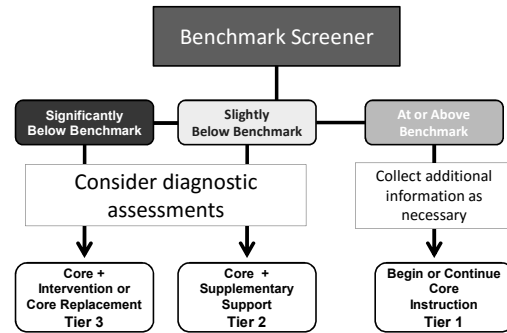 Benchmark Screener
Significantly
Below Benchmark
Slightly
Below Benchmark
At or Above
Benchmark
Consider diagnostic
assessments
Collect additional
information as
necessary
Core +
Intervention or
Core Replacement
Tier 3
Core +
Supplementary
Support
Tier 2
Begin or Continue
Core
Instruction
Tier 1